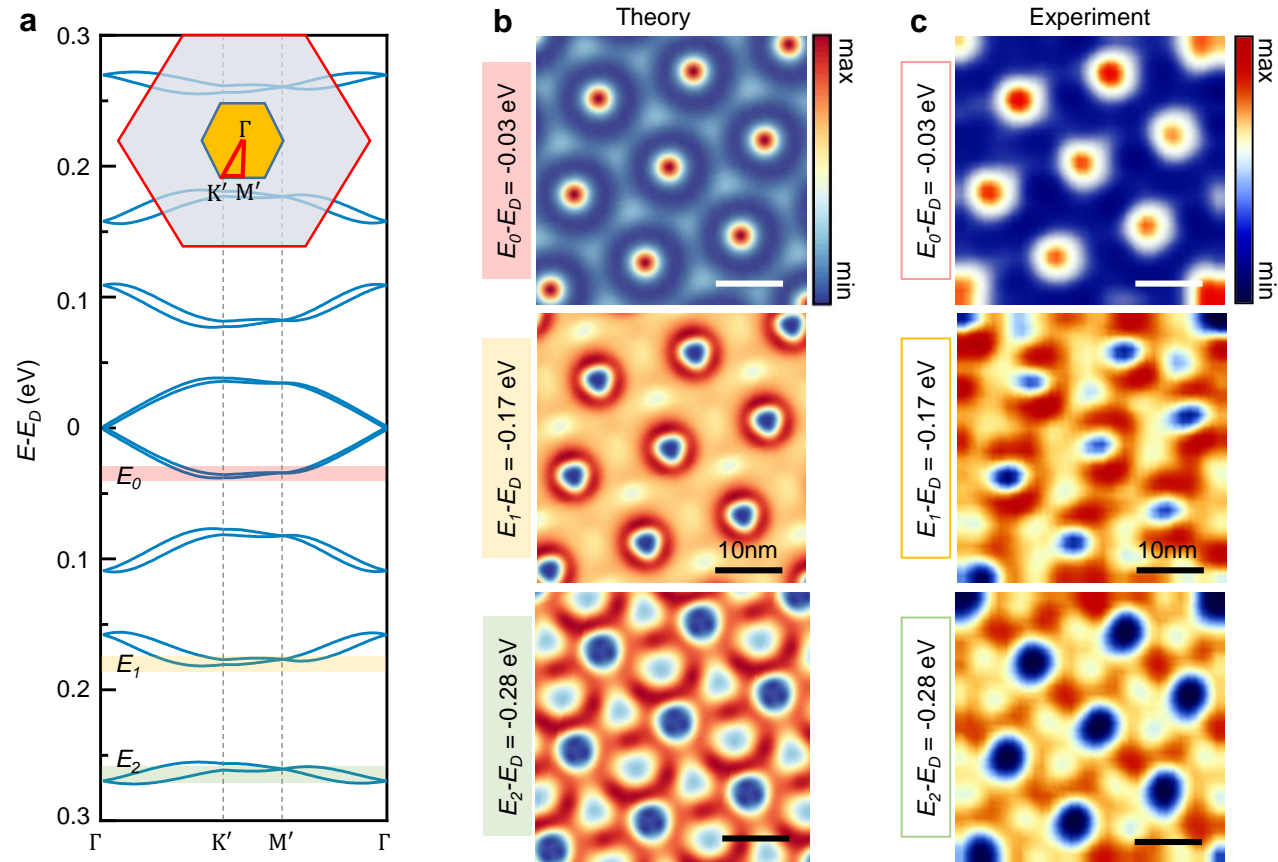 a
E-E_D (eV)
0.3
0.2
0.1
0
0.1
0.2
0.3
Γ
K′
M′
E_0
E_1
E_2
Γ
K′
M′
Γ
b
Theory
E_0-E_D = -0.03 eV
max
min
E_1-E_D = -0.17 eV
10nm
E_2-E_D = -0.28 eV
c
Experiment
E_0-E_D = -0.03 eV
max
min
E_1-E_D = -0.17 eV
10nm
E_2-E_D = -0.28 eV